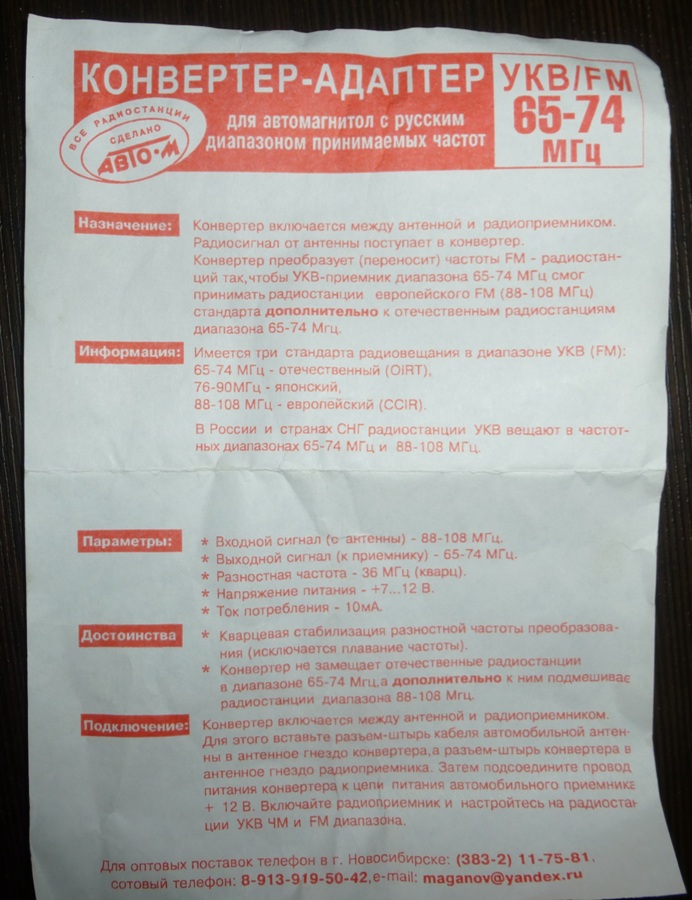 КОНВЕРТЕР-АДАПТЕР
для автомагнитол с русским
диапазоном принимаемых частот
УКВ/FM
65-74
МГц
ВСЕ РАДИОСТАНЦИИ
СДЕЛАНО
АВТО-М
Назначение:
Конвертер включается между антенной и радиоприемником.
Радиосигнал от антенны поступает в конвертер.
Конвертер преобразует (переносит) частоты FM - радиостан-
ций так,чтобы УКВ-приемник диапазона 65-74 МГц смог
принимать радиостанции европейского FM (88-108 МГц)
стандарта дополнительно к отечественным радиостанциям
диапазона 65-74 Мгц.
Информация:
Имеется три стандарта радиовещания в диапазоне УКВ (FM):
65-74 МГц - отечественный (OiRT),
76-90МГц - японский,
88-108 МГц - европейский (CCIR).
В России и странах СНГ радиостанции УКВ вещают в частот-
ных диапазонах 65-74 МГц и 88-108 МГц.
Параметры:
* Входной сигнал (с антенны) - 88-108 МГц.
* Выходной сигнал (к приемнику) - 65-74 МГц.
* Разностная частота - 36 МГц (кварц).
* Напряжение питания - +7...12 В.
* Ток потребления - 10мА.
Достоинства
* Кварцевая стабилизация разностной частоты преобразова-
ния (исключается плавание частоты).
* Конвертер не замещает отечественные радиостанции
в диапазоне 65-74 Мгц,а дополнительно к ним подмешивае
радиостанции диапазона 88-108 Мгц.
Подключение:
Конвертер включается между антенной и радиоприемником.
Для этого вставьте разъем-штырь кабеля автомобильной антен-
ны в антенное гнездо конвертера,а разъем-штырь конвертера в
антенное гнездо радиоприемника. Затем подсоедините провод
питания конвертера к цепи питания автомобильного приемника
+ 12 В. Включайте радиоприемник и настройтесь на радиостан
ции УКВ ЧМ и FM диапазона.
Для оптовых поставок телефон в г. Новосибирске: (383-2) 11-75-81,
сотовый телефон: 8-913-919-50-42,e-mail: maganov@yandex.ru